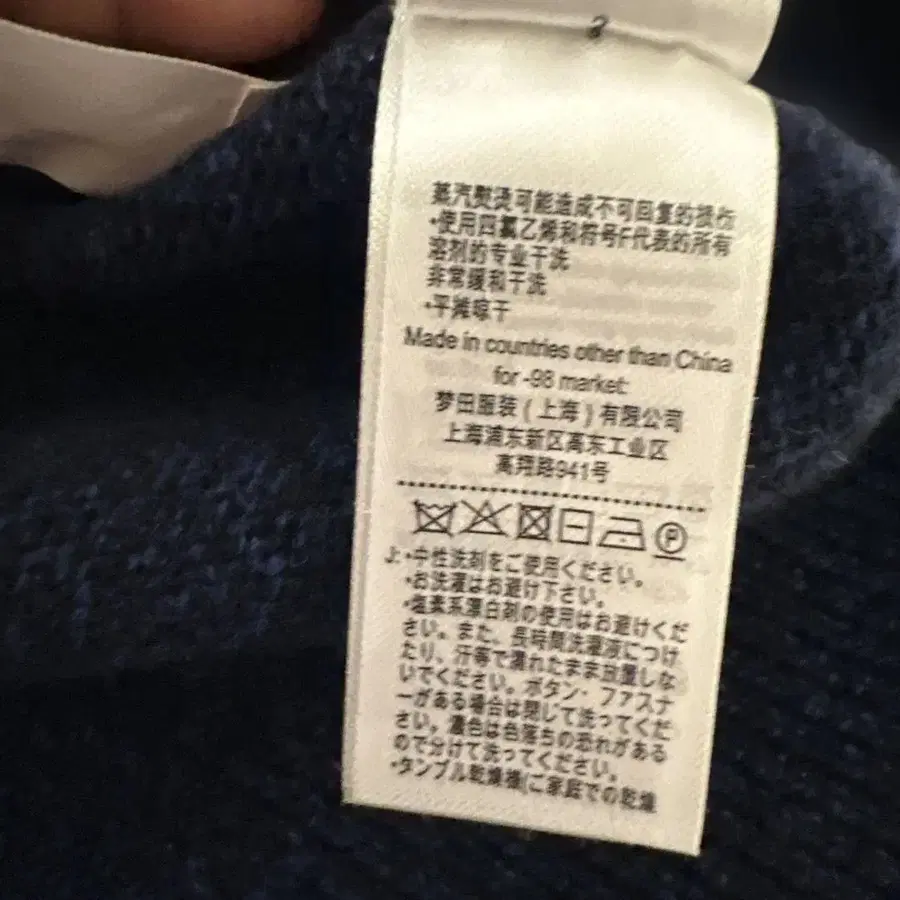 蒸汽熨烫可能造成不可回复的损伤
•使用四氯乙烯和符号F代表的所有
溶剂的专业干洗
非常缓和干洗
•平摊晾干
Made in countries other than China
for -98 market:
梦田服装(上海)有限公司
上海浦东新区高东工业区
高翔路941号
P
上•中性洗剤をご使用ください。
•お洗濯はお避け下さい。
•塩素系漂白剤の使用はお避けくだ
さい。また、長時間洗濯液につけ
たり、汗等で濡れたまま放置しな
いでください。ボタン・ファスナ
ーがある場合は閉じて洗ってくだ
さい。濃色は色落ちの恐れがある
ので分けて洗ってください。
•タンブル乾燥機(ご家庭での乾燥